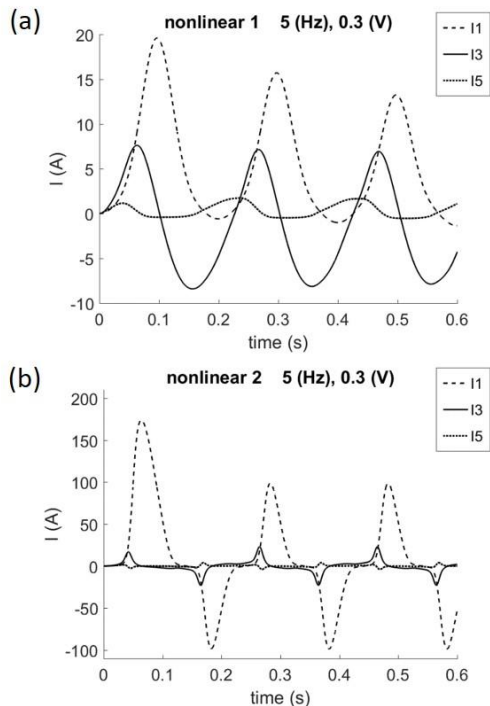 (a)
nonlinear 1 5 (Hz), 0.3 (V)
I1
I3
I5
I (A)
20
15
10
5
0
-5
-10
0 0.1 0.2 0.3 0.4 0.5 0.6
time (s)
(b)
nonlinear 2 5 (Hz), 0.3 (V)
I1
I3
I5
I (A)
200
150
100
50
0
-50
-100
0 0.1 0.2 0.3 0.4 0.5 0.6
time (s)